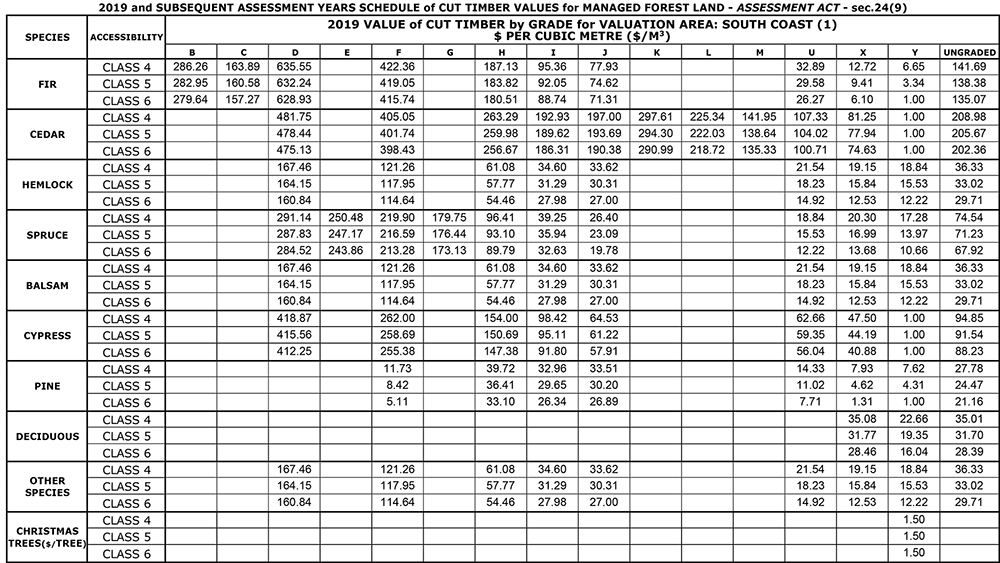 2019 and SUBSEQUENT ASSESSMENT YEARS SCHEDULE of CUT TIMBER VALUES for MANAGED FOREST LAND - ASSESSMENT ACT - sec.24(9)
SPECIES ACCESSIBILITY 2019 VALUE of CUT TIMBER by GRADE for VALUATION AREA: SOUTH COAST (1)
$ PER CUBIC METRE ($/M³)
B C D E F G H I J K L M U X Y UNGRADED
FIR CLASS 4 286.26 163.89 635.55 422.36 187.13 95.36 77.93 32.89 12.72 6.65 141.69
CLASS 5 282.95 160.58 632.24 419.05 183.82 92.05 74.62 29.58 9.41 3.34 138.38
CLASS 6 279.64 157.27 628.93 415.74 180.51 88.74 71.31 26.27 6.10 1.00 135.07
CEDAR CLASS 4 481.75 405.05 263.29 192.93 197.00 297.61 225.34 141.95 107.33 81.25 1.00 208.98
CLASS 5 478.44 401.74 259.98 189.62 193.69 294.30 222.03 138.64 104.02 77.94 1.00 205.67
CLASS 6 475.13 398.43 256.67 186.31 190.38 290.99 218.72 135.33 100.71 74.63 1.00 202.36
HEMLOCK CLASS 4 167.46 121.26 61.08 34.60 33.62 21.54 19.15 18.84 36.33
CLASS 5 164.15 117.95 57.77 31.29 30.31 18.23 15.84 15.53 33.02
CLASS 6 160.84 114.64 54.46 27.98 27.00 14.92 12.53 12.22 29.71
SPRUCE CLASS 4 291.14 250.48 219.90 179.75 96.41 39.25 26.40 18.84 20.30 17.28 74.54
CLASS 5 287.83 247.17 216.59 176.44 93.10 35.94 23.09 15.53 16.99 13.97 71.23
CLASS 6 284.52 243.86 213.28 173.13 89.79 32.63 19.78 12.22 13.68 10.66 67.92
BALSAM CLASS 4 167.46 121.26 61.08 34.60 33.62 21.54 19.15 18.84 36.33
CLASS 5 164.15 117.95 57.77 31.29 30.31 18.23 15.84 15.53 33.02
CLASS 6 160.84 114.64 54.46 27.98 27.00 14.92 12.53 12.22 29.71
CYPRESS CLASS 4 418.87 262.00 154.00 98.42 64.53 62.66 47.50 1.00 94.85
CLASS 5 415.56 258.69 150.69 95.11 61.22 59.35 44.19 1.00 91.54
CLASS 6 412.25 255.38 147.38 91.80 57.91 56.04 40.88 1.00 88.23
PINE CLASS 4 11.73 39.72 32.96 33.51 14.33 7.93 7.62 27.78
CLASS 5 8.42 36.41 29.65 30.20 11.02 4.62 4.31 24.47
CLASS 6 5.11 33.10 26.34 26.89 7.71 1.31 1.00 21.16
DECIDUOUS CLASS 4 35.08 22.66 35.01
CLASS 5 31.77 19.35 31.70
CLASS 6 28.46 16.04 28.39
OTHER SPECIES CLASS 4 167.46 121.26 61.08 34.60 33.62 21.54 19.15 18.84 36.33
CLASS 5 164.15 117.95 57.77 31.29 30.31 18.23 15.84 15.53 33.02
CLASS 6 160.84 114.64 54.46 27.98 27.00 14.92 12.53 12.22 29.71
CHRISTMAS TREES($/TREE) CLASS 4 1.50
CLASS 5 1.50
CLASS 6 1.50